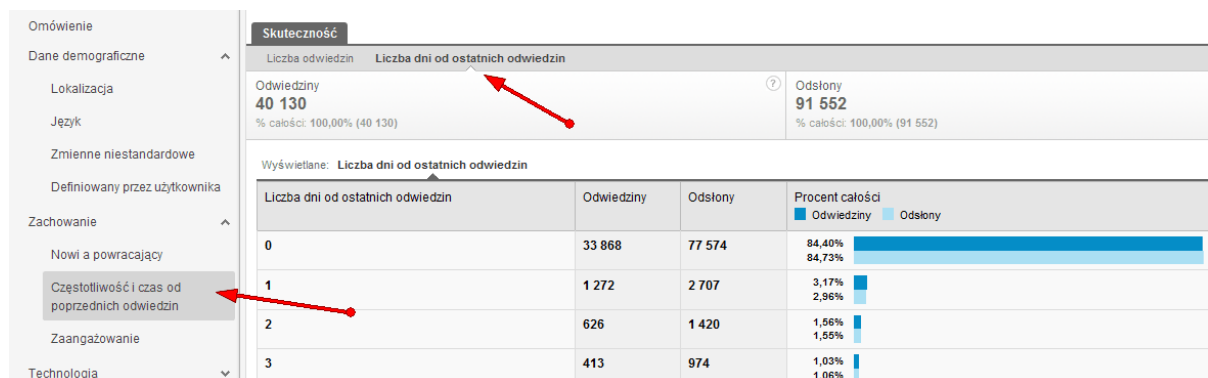 Omówienie
Dane demograficzne
Lokalizacja
Język
Zmienne niestandardowe
Definiowany przez użytkownika
Zachowanie
Nowi a powracający
Częstotliwość i czas od
poprzednich odwiedzin
Zaangażowanie
Technologia
Skuteczność
Liczba odwiedzin Liczba dni od ostatnich odwiedzin
Odwiedziny ? Odsłony
40 130 91 552
% całości: 100,00% (40 130) % całości: 100,00% (91 552)
Wyświetlane: Liczba dni od ostatnich odwiedzin
Liczba dni od ostatnich odwiedzin Odwiedziny Odsłony Procent całości
Odwiedziny Odsłony
0 33 868 77 574 84,40%
84,73%
1 1 272 2 707 3,17%
2,96%
2 626 1 420 1,56%
1,55%
3 413 974 1,03%
1,06%